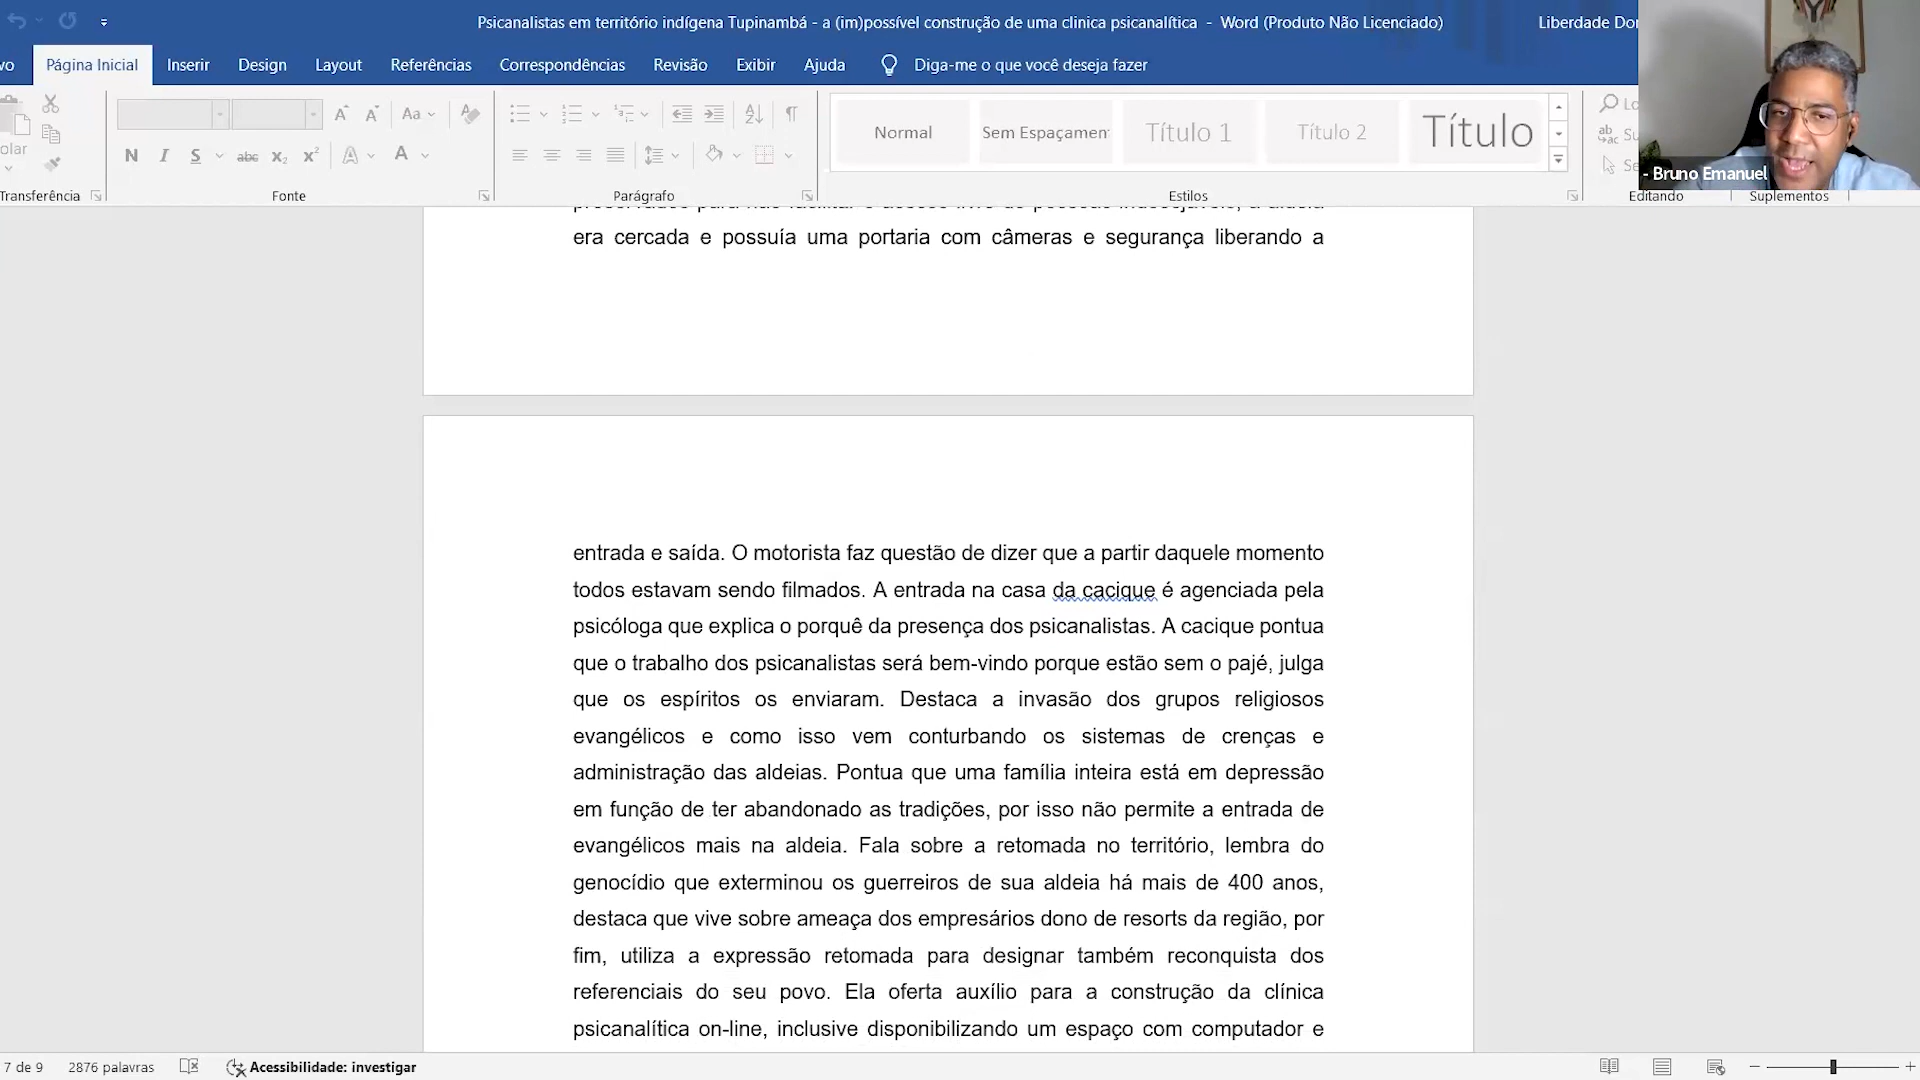 Psicanalistas em território indígena Tupinambá - a (im)possível construção de uma clinica psicanalítica - Word (Produto Não Licenciado)
Liberdade Dor
vo
Página Inicial
Inserir
Design
Layout
Referências
Correspondências
Revisão
Exibir
Ajuda
Diga-me o que você deseja fazer
olar
Normal
Sem Espaçamen
Título 1
Título 2
Título
Lo
Su
Se
- Bruno Emanuel
Transferência
Fonte
Parágrafo
Estilos
Editando
Suplementos
era cercada e possuía uma portaria com câmeras e segurança liberando a
entrada e saída. O motorista faz questão de dizer que a partir daquele momento
todos estavam sendo filmados. A entrada na casa da cacique é agenciada pela
psicóloga que explica o porquê da presença dos psicanalistas. A cacique pontua
que o trabalho dos psicanalistas será bem-vindo porque estão sem o pajé, julga
que os espíritos os enviaram. Destaca a invasão dos grupos religiosos
evangélicos e como isso vem conturbando os sistemas de crenças e
administração das aldeias. Pontua que uma família inteira está em depressão
em função de ter abandonado as tradições, por isso não permite a entrada de
evangélicos mais na aldeia. Fala sobre a retomada no território, lembra do
genocídio que exterminou os guerreiros de sua aldeia há mais de 400 anos,
destaca que vive sobre ameaça dos empresários dono de resorts da região, por
fim, utiliza a expressão retomada para designar também reconquista dos
referenciais do seu povo. Ela oferta auxílio para a construção da clínica
psicanalítica on-line, inclusive disponibilizando um espaço com computador e
7 de 9
2876 palavras
Acessibilidade: investigar